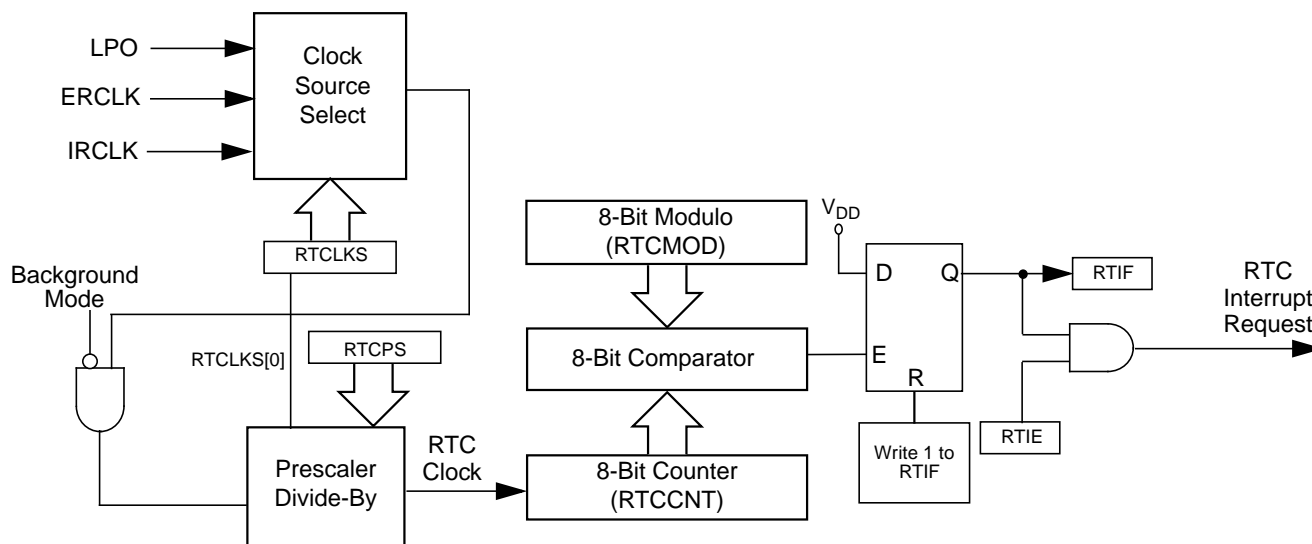 LPO
ERCLK
IRCLK
Clock
Source
Select
RTCLKS
Background
Mode
RTCLKS[0]
RTCPS
Prescaler
Divide-By
RTC
Clock
8-Bit Modulo
(RTCMOD)
8-Bit Comparator
8-Bit Counter
(RTCCNT)
VDD
D
Q
E
R
Write 1 to
RTIF
RTIF
RTIE
RTC
Interrupt
Request